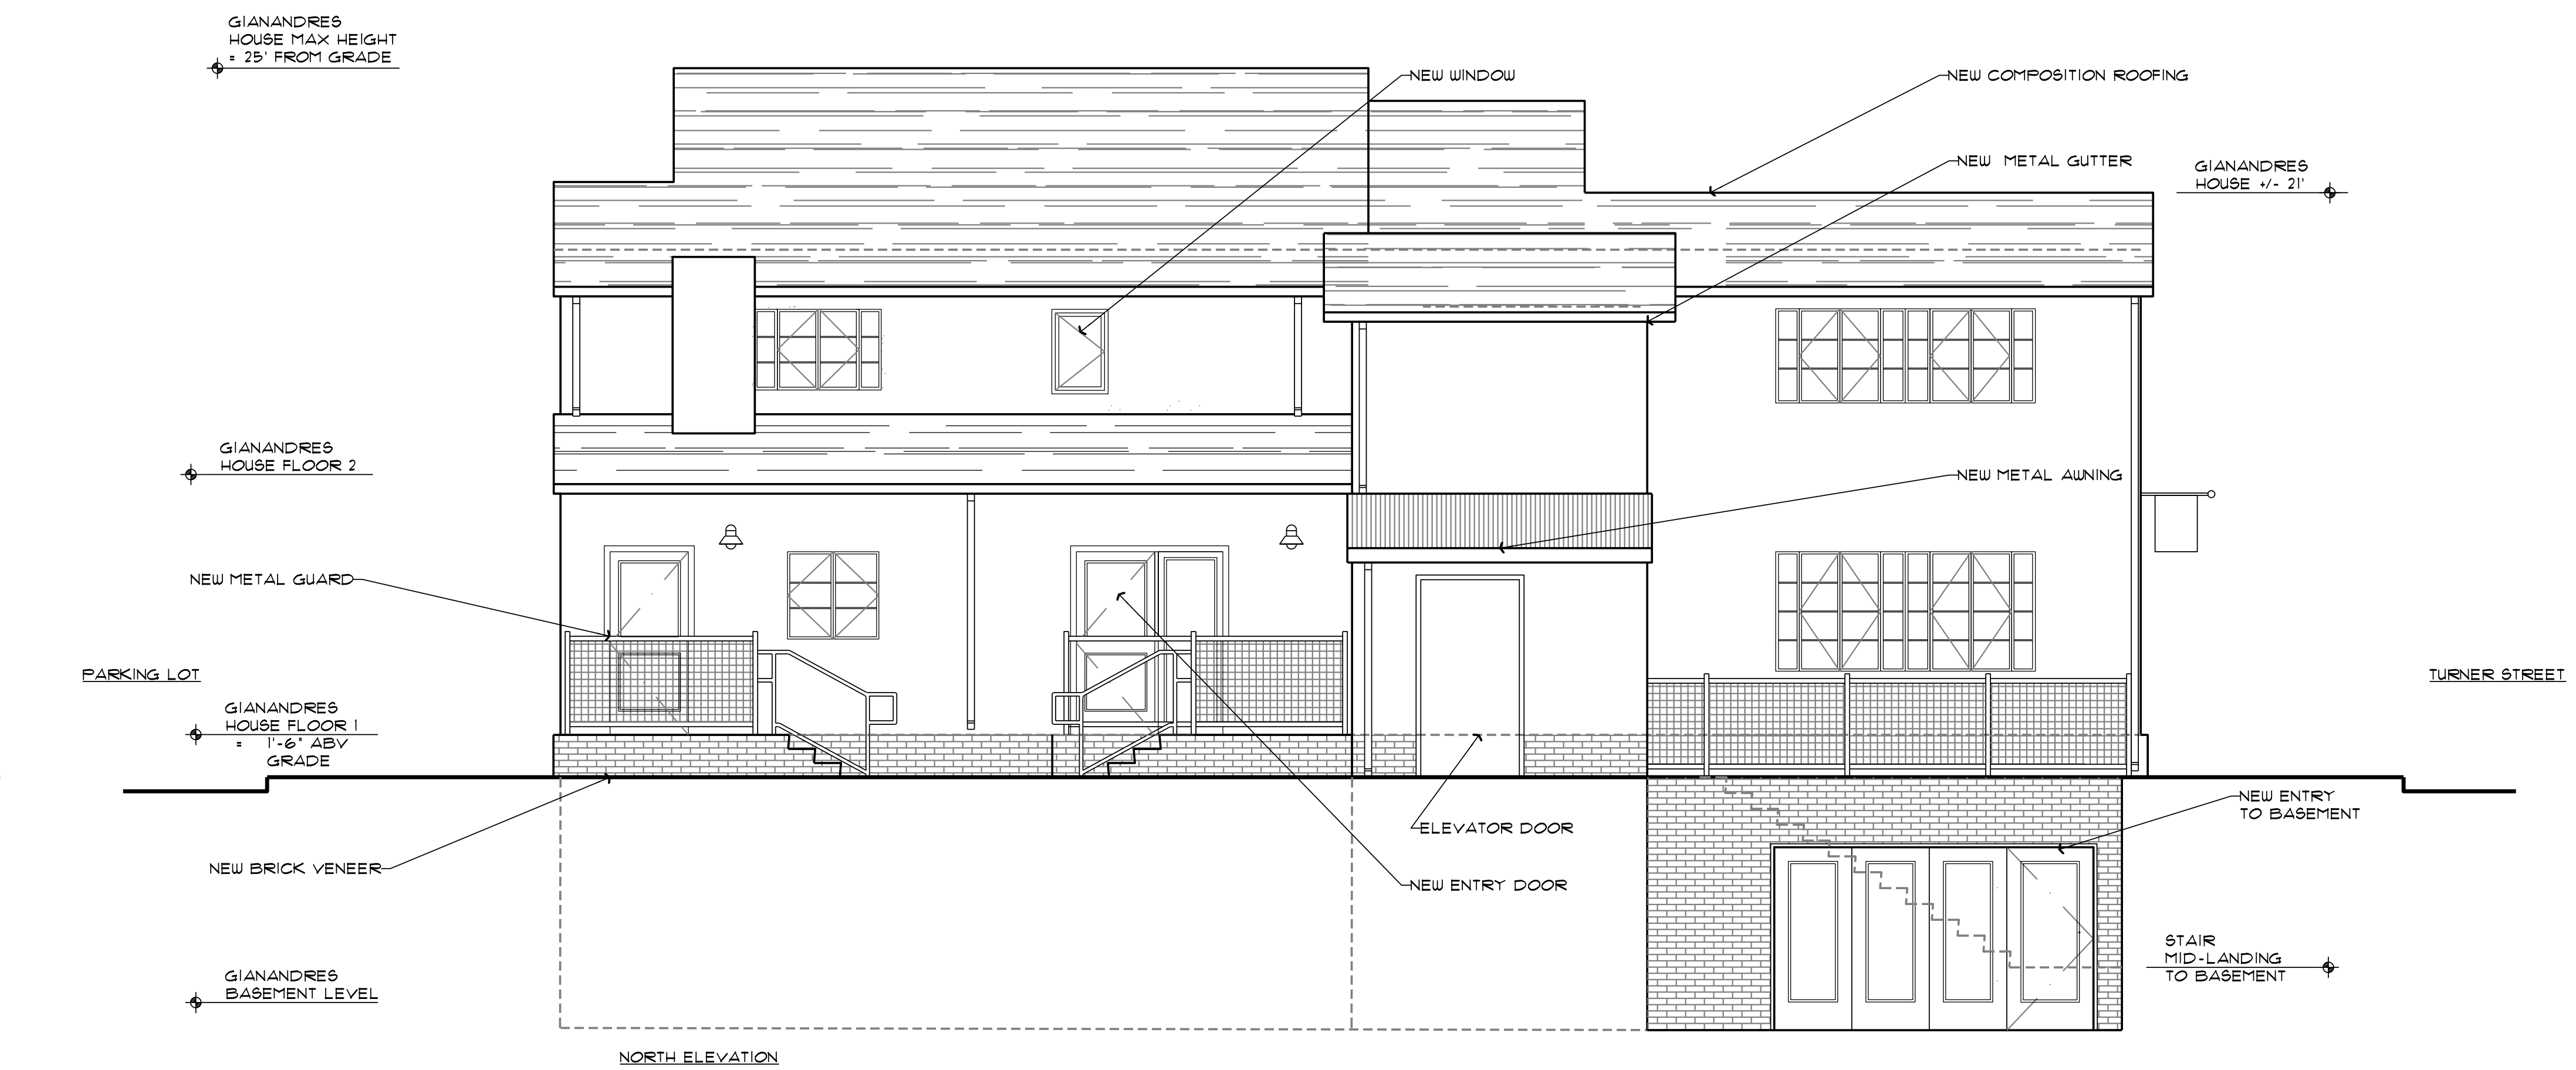 GIANANDRES
HOUSE MAX HEIGHT
= 25' FROM GRADE
NEW WINDOW
NEW COMPOSITION ROOFING
NEW METAL GUTTER
GIANANDRES
HOUSE +/- 21'
GIANANDRES
HOUSE FLOOR 2
NEW METAL AWNING
NEW METAL GUARD
PARKING LOT
TURNER STREET
GIANANDRES
HOUSE FLOOR 1
= 1'-6" ABV
GRADE
NEW ENTRY
TO BASEMENT
ELEVATOR DOOR
NEW BRICK VENEER
NEW ENTRY DOOR
STAIR
MID-LANDING
TO BASEMENT
GIANANDRES
BASEMENT LEVEL
NORTH ELEVATION